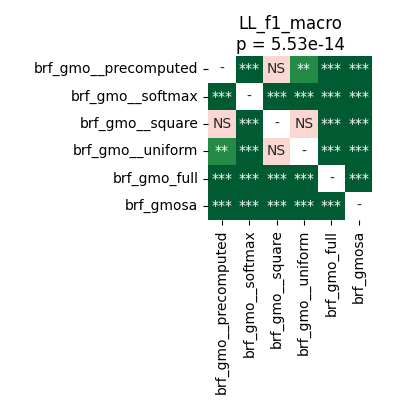 LL_f1_macro
p = 5.53e-14
brf_gmo__precomputed - *** NS ** *** ***
brf_gmo__softmax *** - *** *** *** ***
brf_gmo__square NS *** - NS *** ***
brf_gmo__uniform ** *** NS - *** ***
brf_gmo_full *** *** *** *** - ***
brf_gmosa *** *** *** *** *** -
brf_gmo__precomputed
brf_gmo__softmax
brf_gmo__square
brf_gmo__uniform
brf_gmo_full
brf_gmosa